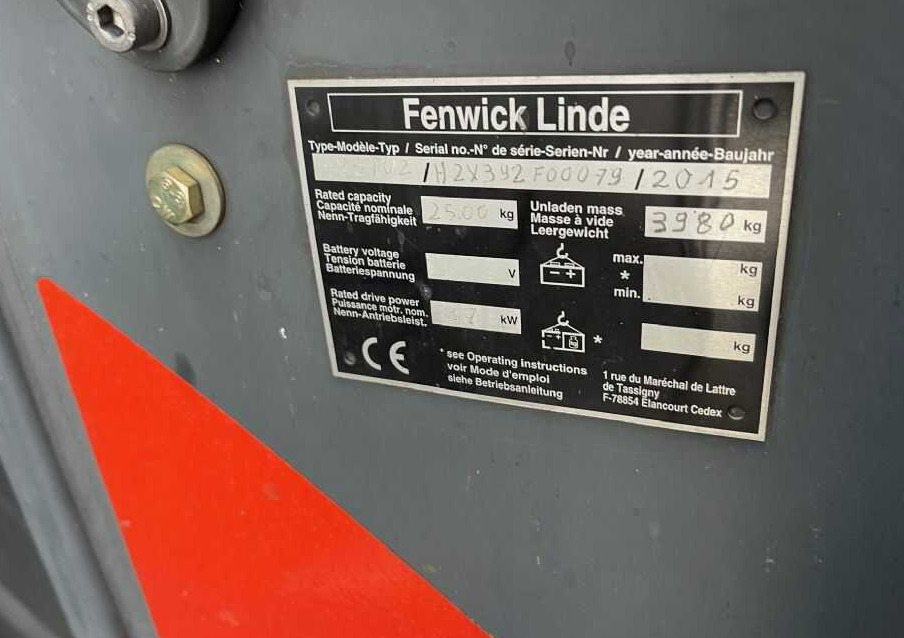 Fenwick Linde
Type-Modèle-Typ / Serial no.-N° de série-Serien-Nr / year-année-Baujahr
/ H2X392F00079 / 2015
Rated capacity
Capacité nominale
Nenn-Tragfähigkeit
2500 kg
Unladen mass
Masse à vide
Leergewicht
3980 kg
Battery voltage
Tension batterie
Batteriespannung
V
- +
max. kg
*
min. kg
Rated drive power
Puissance motr. nom.
Nenn-Antriebsleist.
kW
- +
kg
*
kg
CE
* see Operating instructions
voir Mode d'emploi
siehe Betriebsanleitung
1 rue du Maréchal de Lattre
de Tassigny
F-78854 Elancourt Cedex